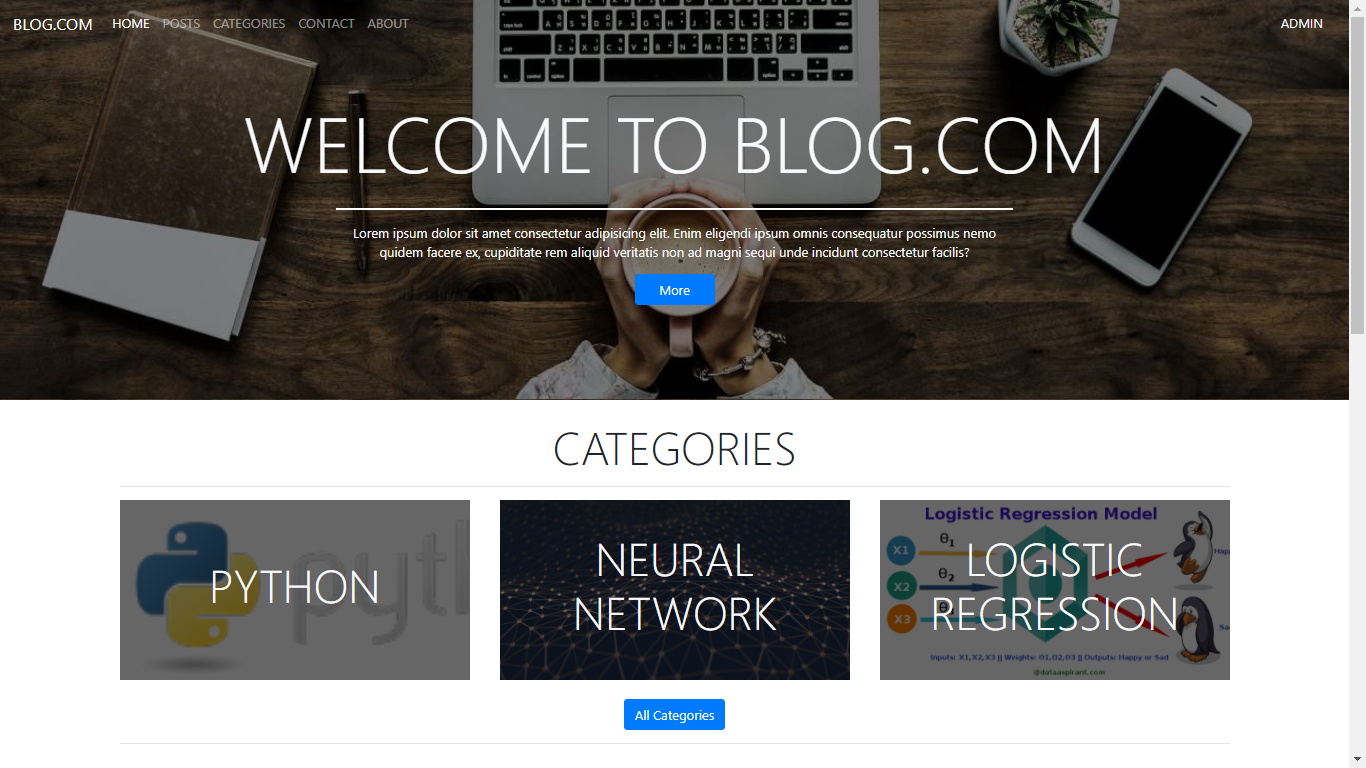 BLOG.COM HOME POSTS CATEGORIES CONTACT ABOUT ADMIN
WELCOME TO BLOG.COM
Lorem ipsum dolor sit amet consectetur adipisicing elit. Enim eligendi ipsum omnis consequatur possimus nemo
quidem facere ex, cupiditate rem aliquid veritatis non ad magni sequi unde incidunt consectetur facilis?
More
CATEGORIES
PYTHON
NEURAL
NETWORK
Logistic Regression Model
X1
θ1
X2
θ2
X3
LOGISTIC
REGRESSION
Inputs: X1,X2,X3 || Weights: Θ1,Θ2,Θ3 || Outputs: Happy or Sad
@dataaspirant.com
All Categories